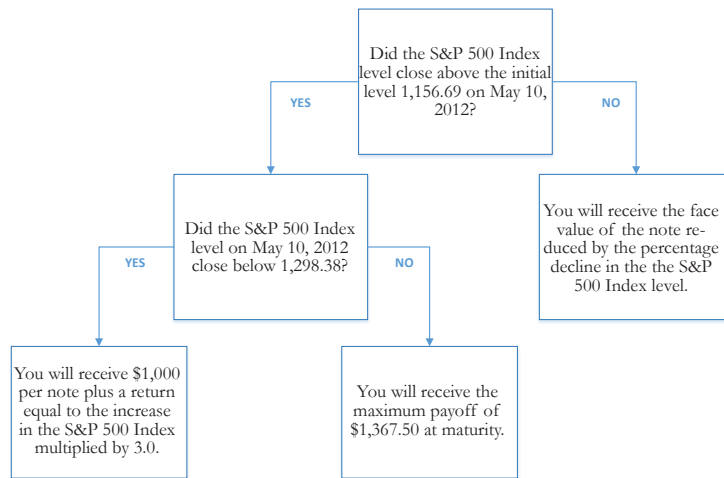 Did the S&P 500 Index
level close above the initial
level 1,156.69 on May 10,
2012?
YES
NO
Did the S&P 500 Index
level on May 10, 2012
close below 1,298.38?
You will receive the face
value of the note re-
duced by the percentage
decline in the the S&P
500 Index level.
YES
NO
You will receive $1,000
per note plus a return
equal to the increase
in the S&P 500 Index
multiplied by 3.0.
You will receive the
maximum payoff of
$1,367.50 at maturity.